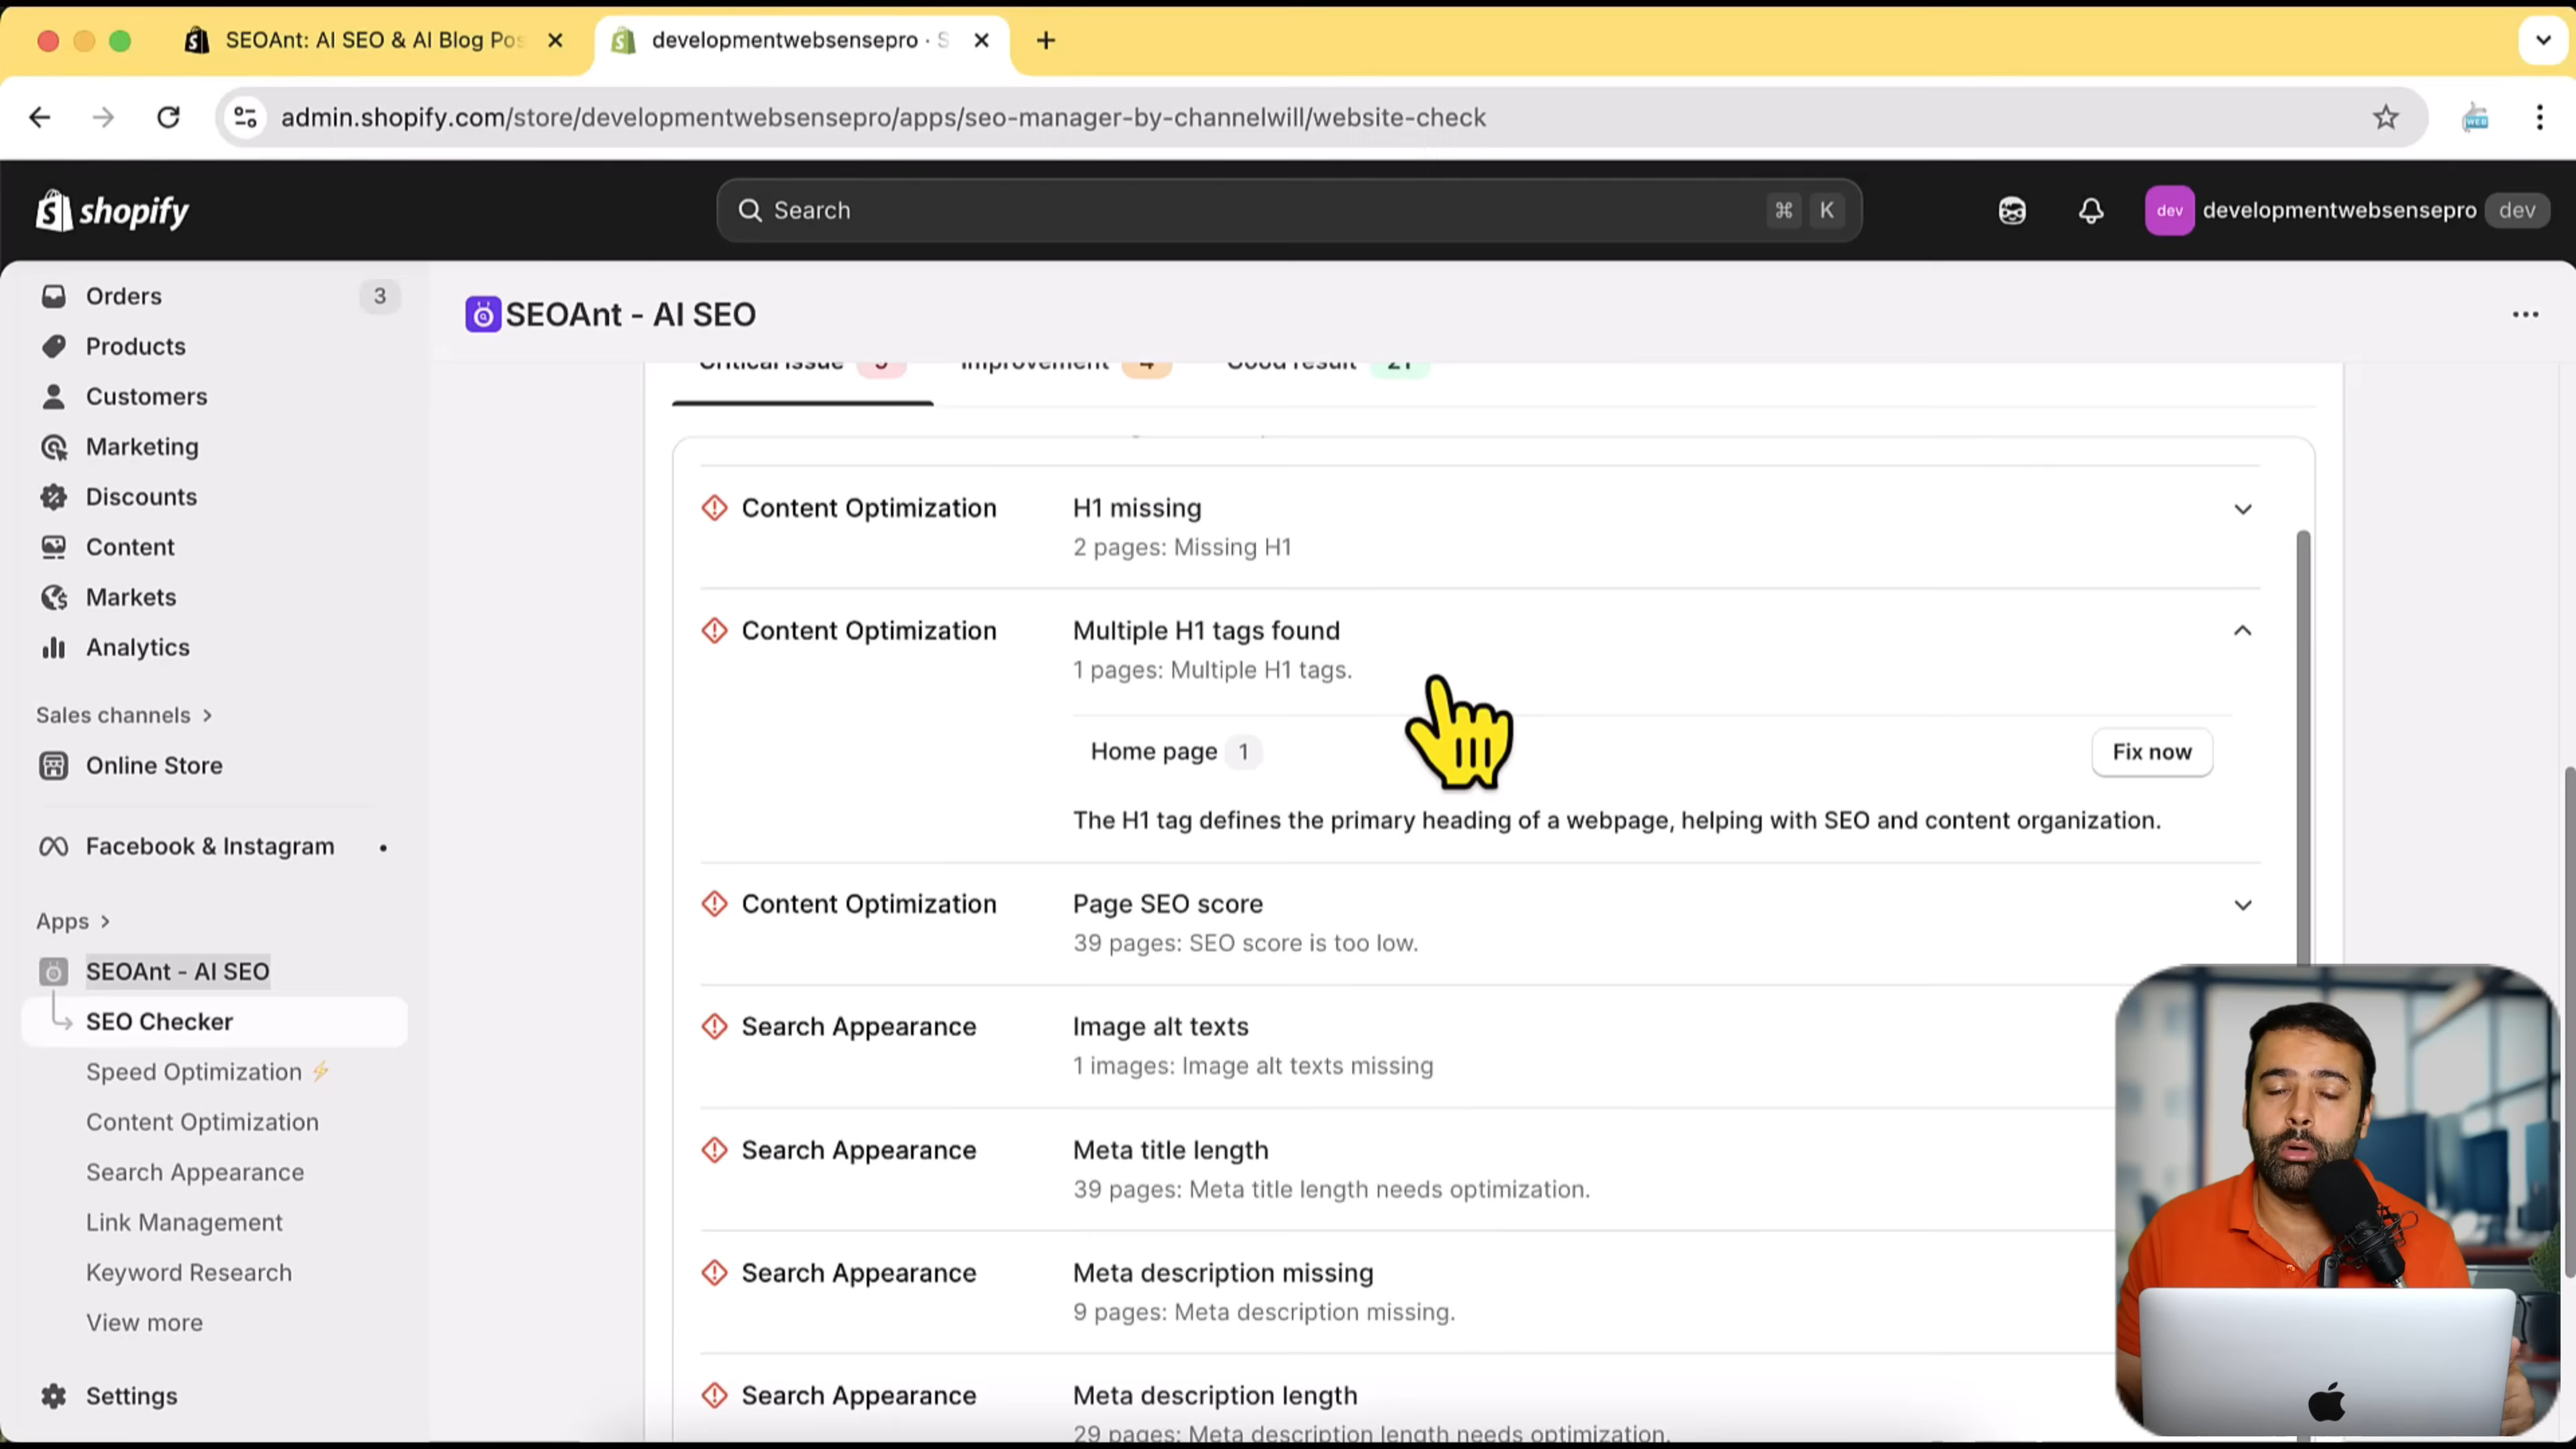 SEOAnt: AI SEO & AI Blog Pos
developmentwebsensepro · S
admin.shopify.com/store/developmentwebsensepro/apps/seo-manager-by-channelwill/website-check
WEB
shopify
Search
⌘ K
dev
developmentwebsensepro
dev
Orders
3
Products
Customers
Marketing
Discounts
Content
Markets
Analytics
Sales channels
Online Store
Facebook & Instagram
Apps
SEOAnt - AI SEO
SEO Checker
Speed Optimization
Content Optimization
Search Appearance
Link Management
Keyword Research
View more
Settings
SEOAnt - AI SEO
Critical issue
Improvement 4
Good result 21
Content Optimization
H1 missing
2 pages: Missing H1
Content Optimization
Multiple H1 tags found
1 pages: Multiple H1 tags.
Home page 1
Fix now
The H1 tag defines the primary heading of a webpage, helping with SEO and content organization.
Content Optimization
Page SEO score
39 pages: SEO score is too low.
Search Appearance
Image alt texts
1 images: Image alt texts missing
Search Appearance
Meta title length
39 pages: Meta title length needs optimization.
Search Appearance
Meta description missing
9 pages: Meta description missing.
Search Appearance
Meta description length
29 pages: Meta description length needs optimization.